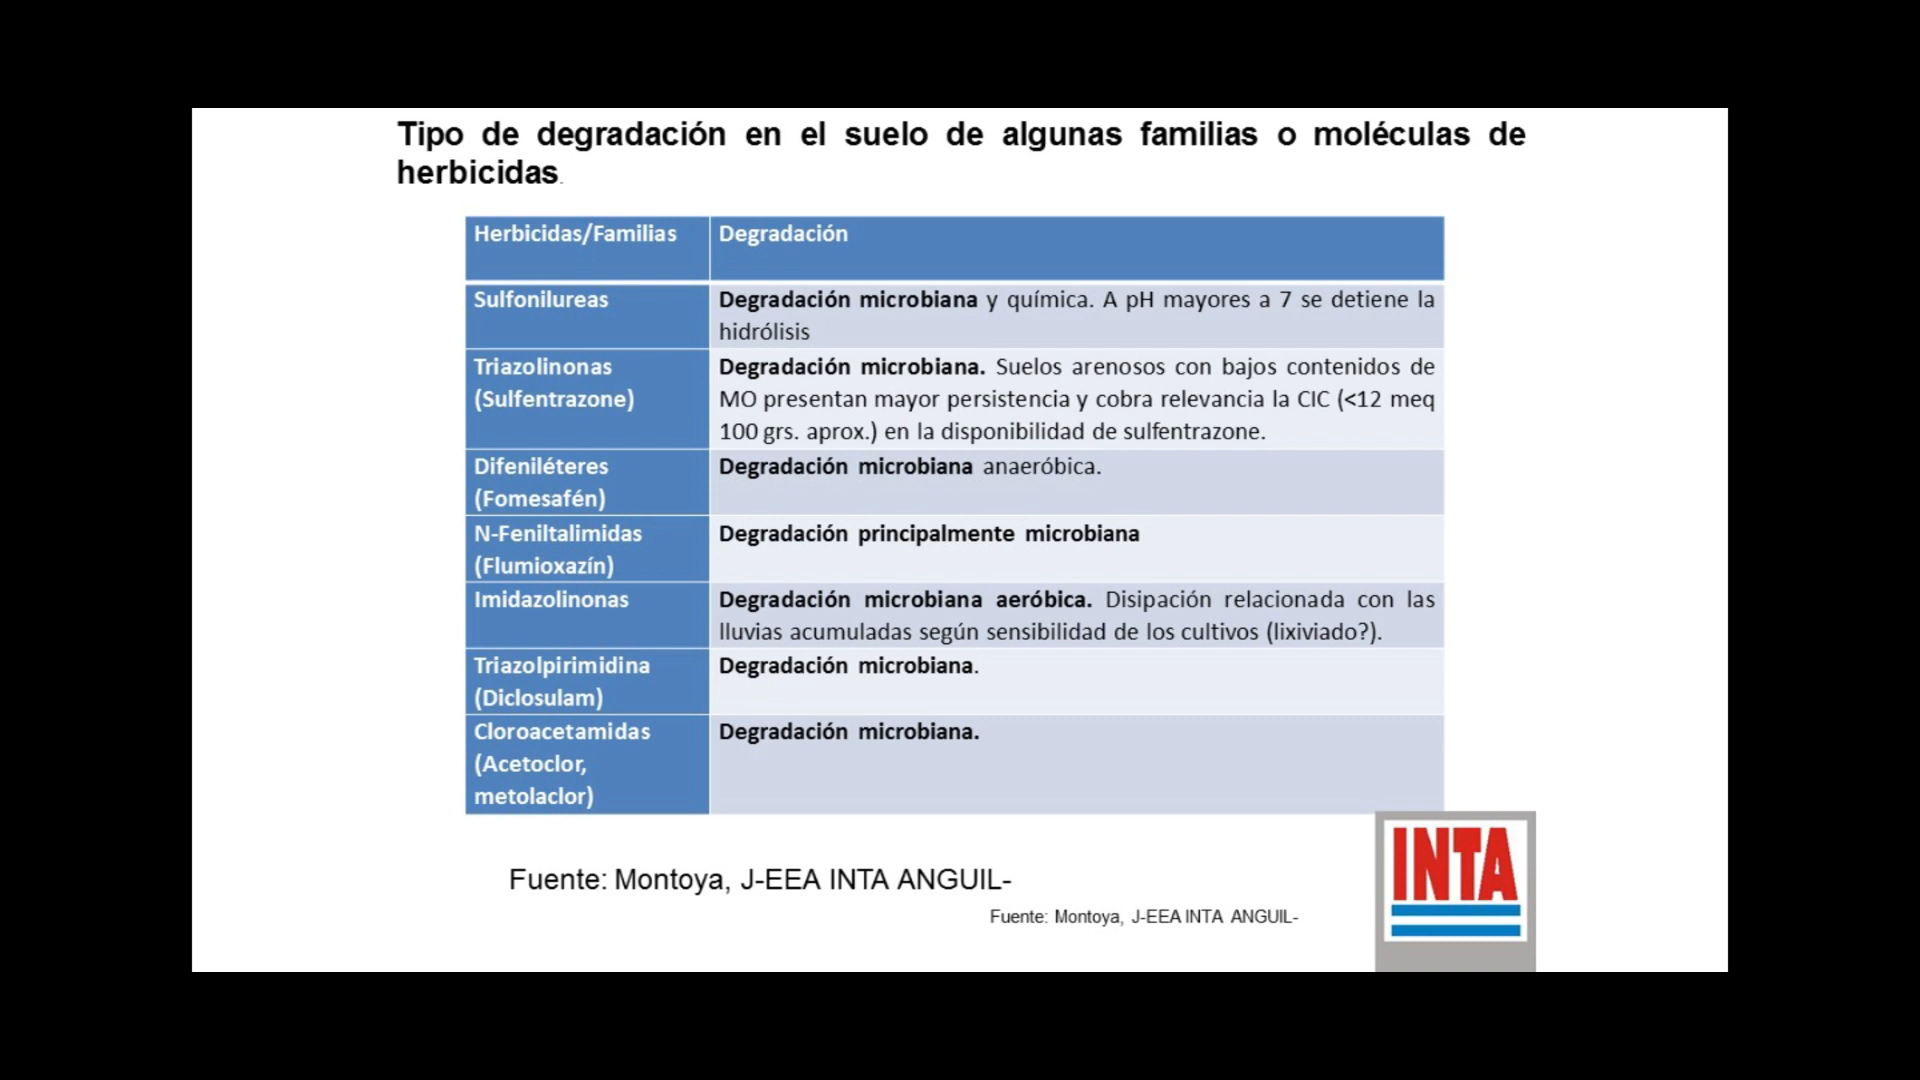 Tipo de degradación en el suelo de algunas familias o moléculas de
herbicidas.
Herbicidas/Familias
Degradación
Sulfonilureas
Degradación microbiana y química. A pH mayores a 7 se detiene la
hidrólisis
Triazolinonas
(Sulfentrazone)
Degradación microbiana. Suelos arenosos con bajos contenidos de
MO presentan mayor persistencia y cobra relevancia la CIC (<12 meq
100 grs. aprox.) en la disponibilidad de sulfentrazone.
Difeniléteres
(Fomesafén)
Degradación microbiana anaeróbica.
N-Feniltalimidas
(Flumioxazín)
Degradación principalmente microbiana
Imidazolinonas
Degradación microbiana aeróbica. Disipación relacionada con las
lluvias acumuladas según sensibilidad de los cultivos (lixiviado?).
Triazolpirimidina
(Diclosulam)
Degradación microbiana.
Cloroacetamidas
(Acetoclor,
metolaclor)
Degradación microbiana.
Fuente: Montoya, J-EEA INTA ANGUIL-
Fuente: Montoya, J-EEA INTA ANGUIL-
INTA